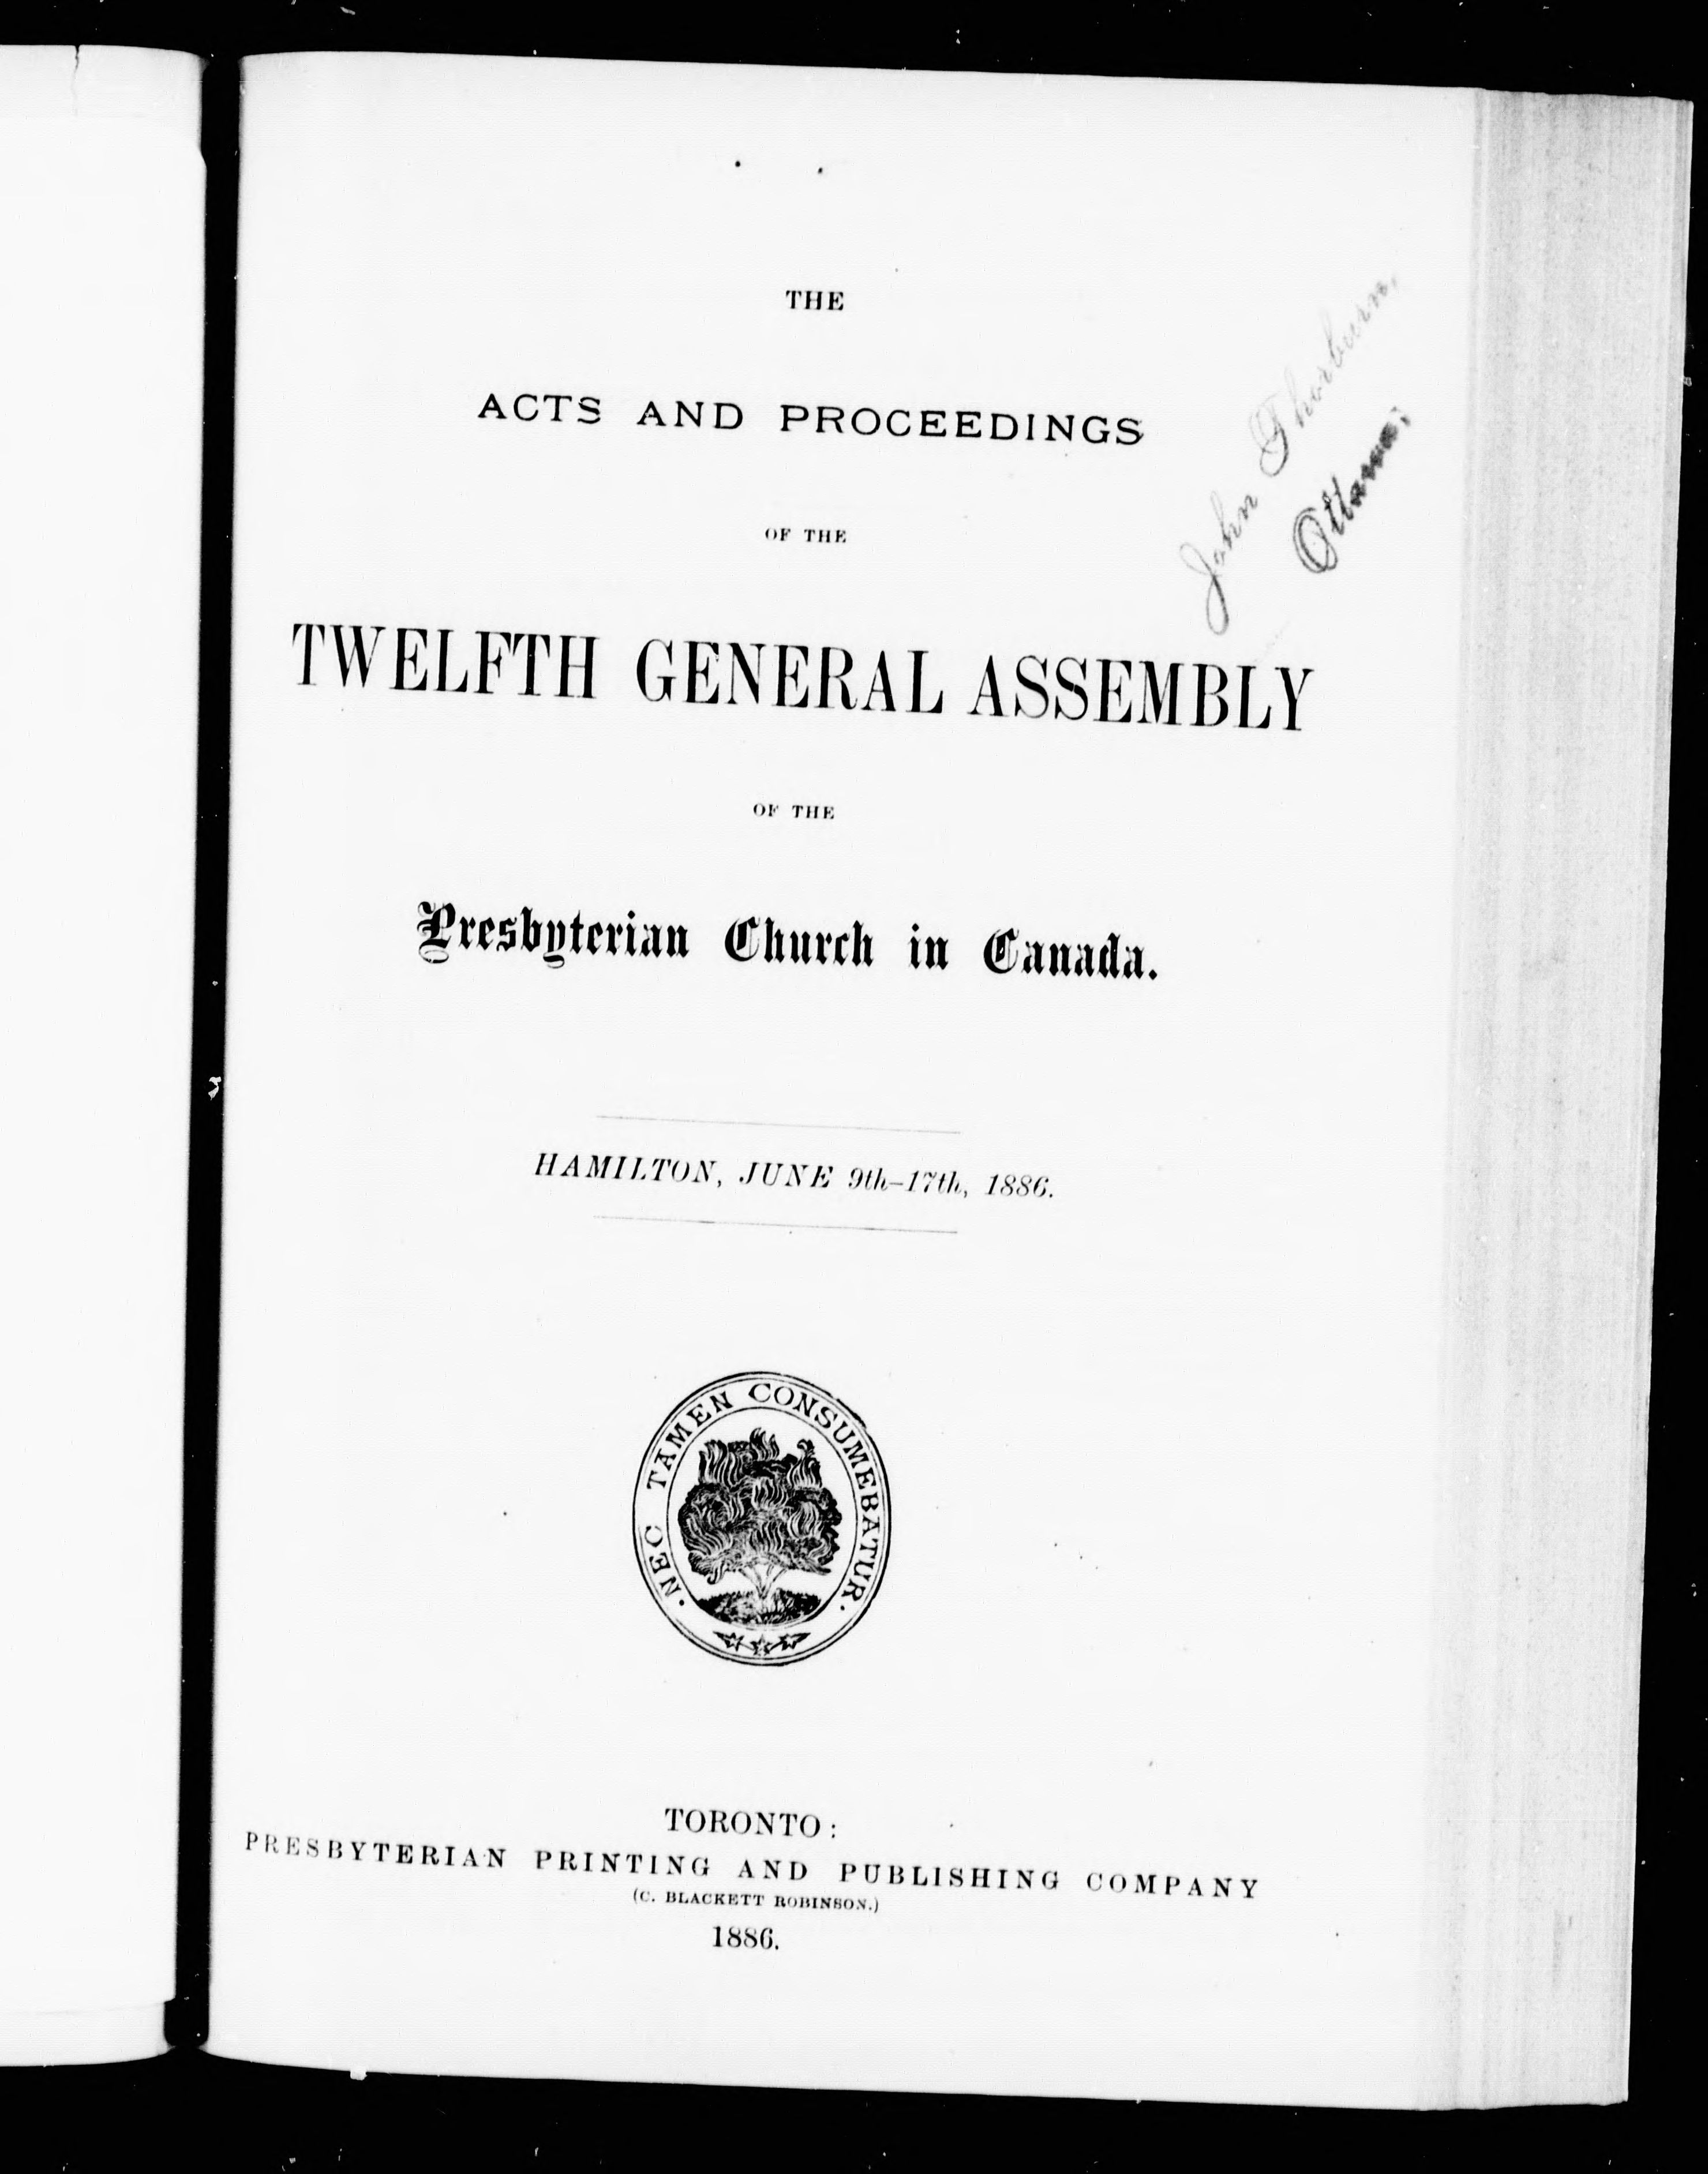 THE
ACTS AND PROCEEDINGS
John Thorburn,
Ottawa,
OF THE
TWELFTH GENERAL ASSEMBLY
OF THE
Presbyterian Church in Canada.
HAMILTON, JUNE 9th–17th, 1886.
· NEC TAMEN CONSUMEBATUR ·
TORONTO:
PRESBYTERIAN PRINTING AND PUBLISHING COMPANY
(C. BLACKETT ROBINSON.)
1886.